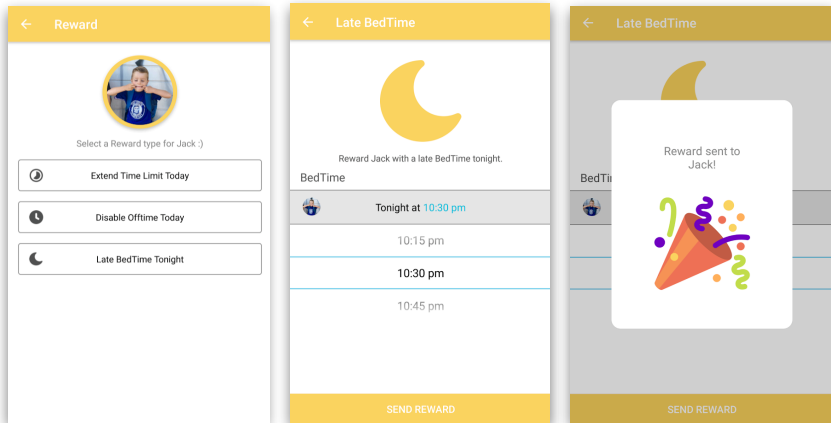 Reward
Select a Reward type for Jack :)
Extend Time Limit Today
Disable Offtime Today
Late BedTime Tonight
Late BedTime
Reward Jack with a late BedTime tonight.
BedTime
Tonight at 10:30 pm
10:15 pm
10:30 pm
10:45 pm
SEND REWARD
Late BedTime
Reward sent to
Jack!
BedTi
SEND REWARD